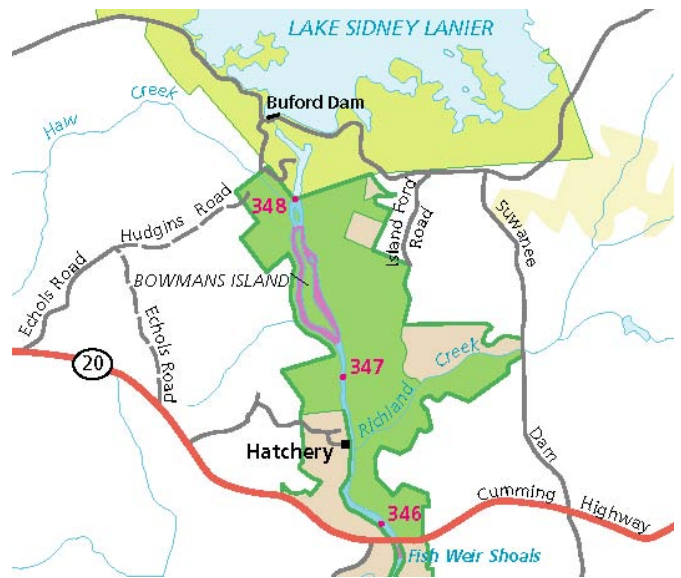 LAKE SIDNEY LANIER
Buford Dam
Haw
Creek
348
Hudgins Road
Island Ford
Road
Suwanee
BOWMANS ISLAND
Echols Road
Echols Road
20
347
Creek
Richland
Hatchery
Dam
346
Cumming
Highway
Fish Weir Shoals